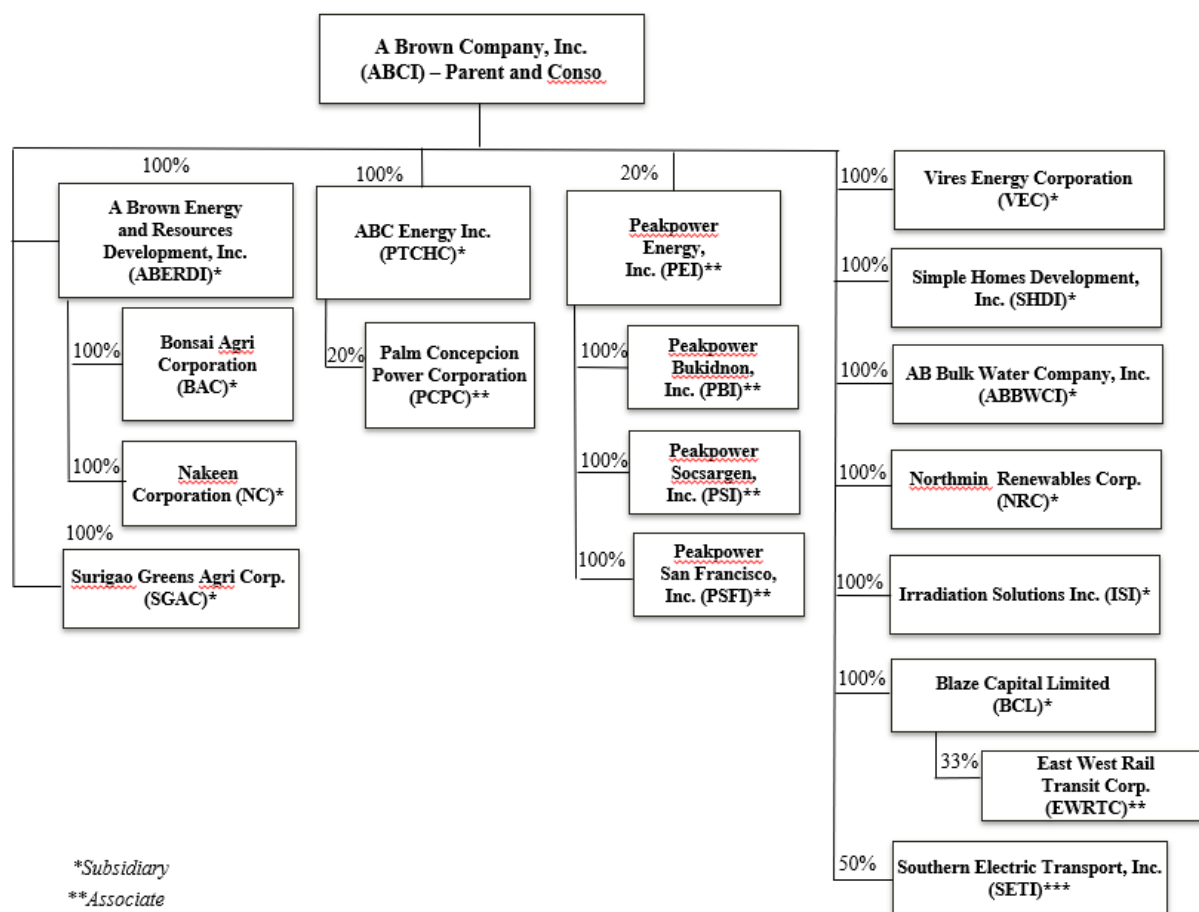 A Brown Company, Inc.
(ABCI) – Parent and Conso
100%
A Brown Energy
and Resources
Development, Inc.
(ABERDI)*
100%
Bonsai Agri
Corporation
(BAC)*
100%
Nakeen
Corporation (NC)*
100%
Surigao Greens Agri Corp.
(SGAC)*
100%
ABC Energy Inc.
(PTCHC)*
20%
Palm Concepcion
Power Corporation
(PCPC)**
20%
Peakpower
Energy,
Inc. (PEI)**
100%
Peakpower
Bukidnon,
Inc. (PBI)**
100%
Peakpower
Socsargen,
Inc. (PSI)**
100%
Peakpower
San Francisco,
Inc. (PSFI)**
100%
Vires Energy Corporation
(VEC)*
100%
Simple Homes Development,
Inc. (SHDI)*
100%
AB Bulk Water Company, Inc.
(ABBWCI)*
100%
Northmin Renewables Corp.
(NRC)*
100%
Irradiation Solutions Inc. (ISI)*
100%
Blaze Capital Limited
(BCL)*
33%
East West Rail
Transit Corp.
(EWRTC)**
50%
Southern Electric Transport, Inc.
(SETI)***
*Subsidiary
**Associate